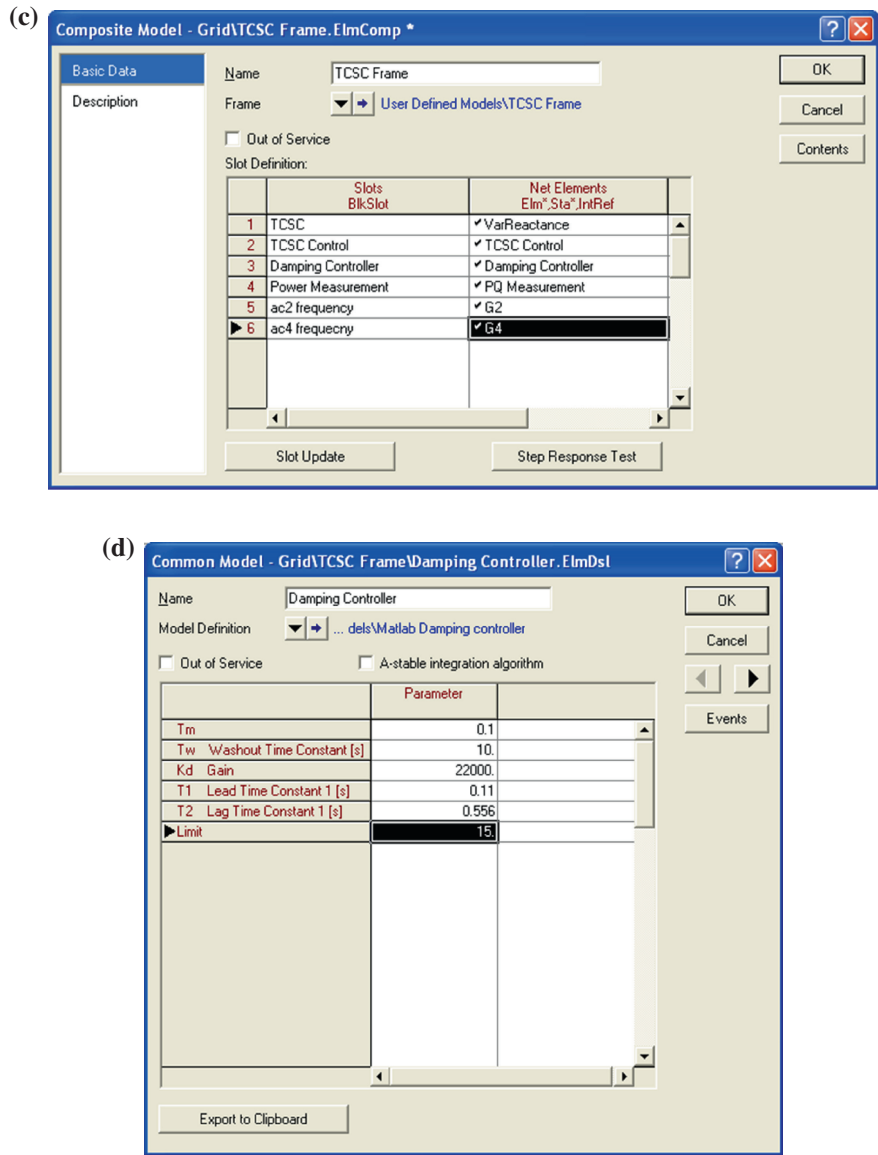 (c)
Composite Model - Grid\TCSC Frame.ElmComp *
Basic Data
Description
Name TCSC Frame
Frame User Defined Models\TCSC Frame
Out of Service
Slot Definition:
Slots Net Elements
BlkSlot Elm*,Sta*,IntRef
1 TCSC VarReactance
2 TCSC Control TCSC Control
3 Damping Controller Damping Controller
4 Power Measurement PQ Measurement
5 ac2 frequency G2
6 ac4 frequecny G4
Slot Update Step Response Test
OK
Cancel
Contents
(d)
Common Model - Grid\TCSC Frame\Damping Controller.ElmDsl
Name Damping Controller
Model Definition ... dels\Matlab Damping controller
Out of Service A-stable integration algorithm
Parameter
Tm 0.1
Tw Washout Time Constant [s] 10.
Kd Gain 22000.
T1 Lead Time Constant 1 [s] 0.11
T2 Lag Time Constant 1 [s] 0.556
Limit 15.
Export to Clipboard
OK
Cancel
Events